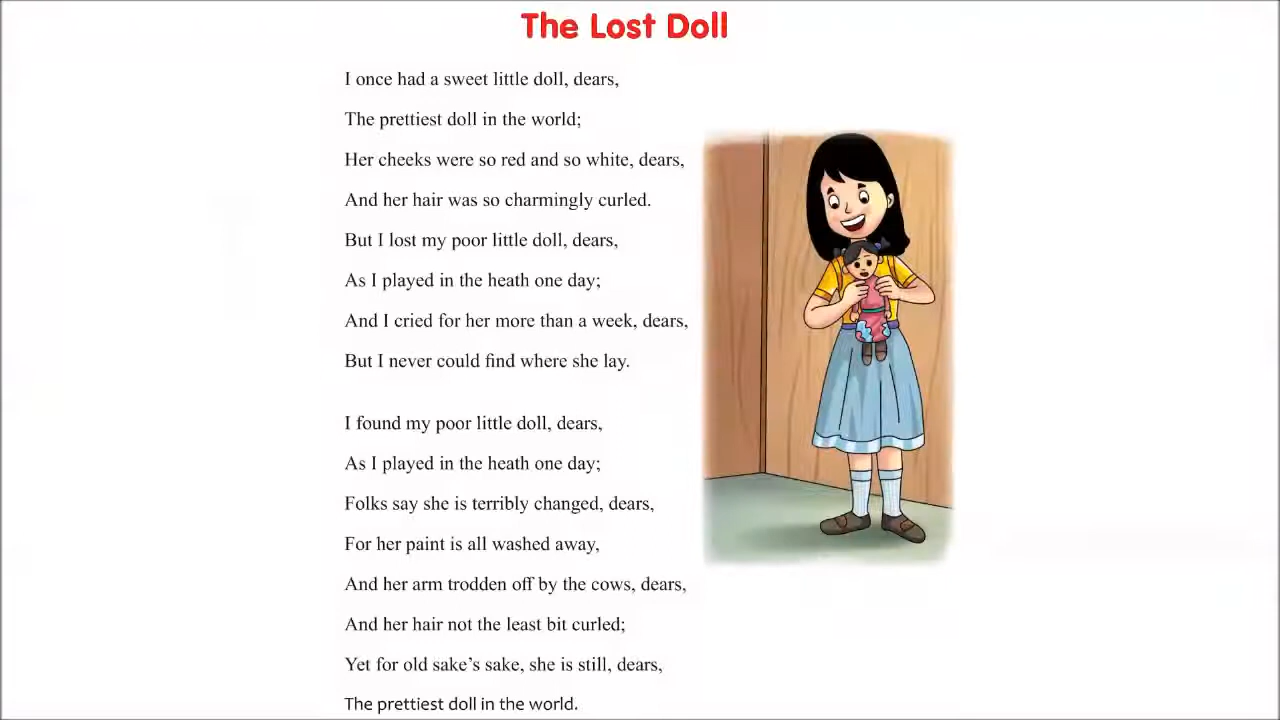 The Lost Doll
I once had a sweet little doll, dears,
The prettiest doll in the world;
Her cheeks were so red and so white, dears,
And her hair was so charmingly curled.
But I lost my poor little doll, dears,
As I played in the heath one day;
And I cried for her more than a week, dears,
But I never could find where she lay.
I found my poor little doll, dears,
As I played in the heath one day;
Folks say she is terribly changed, dears,
For her paint is all washed away,
And her arm trodden off by the cows, dears,
And her hair not the least bit curled;
Yet for old sake’s sake, she is still, dears,
The prettiest doll in the world.